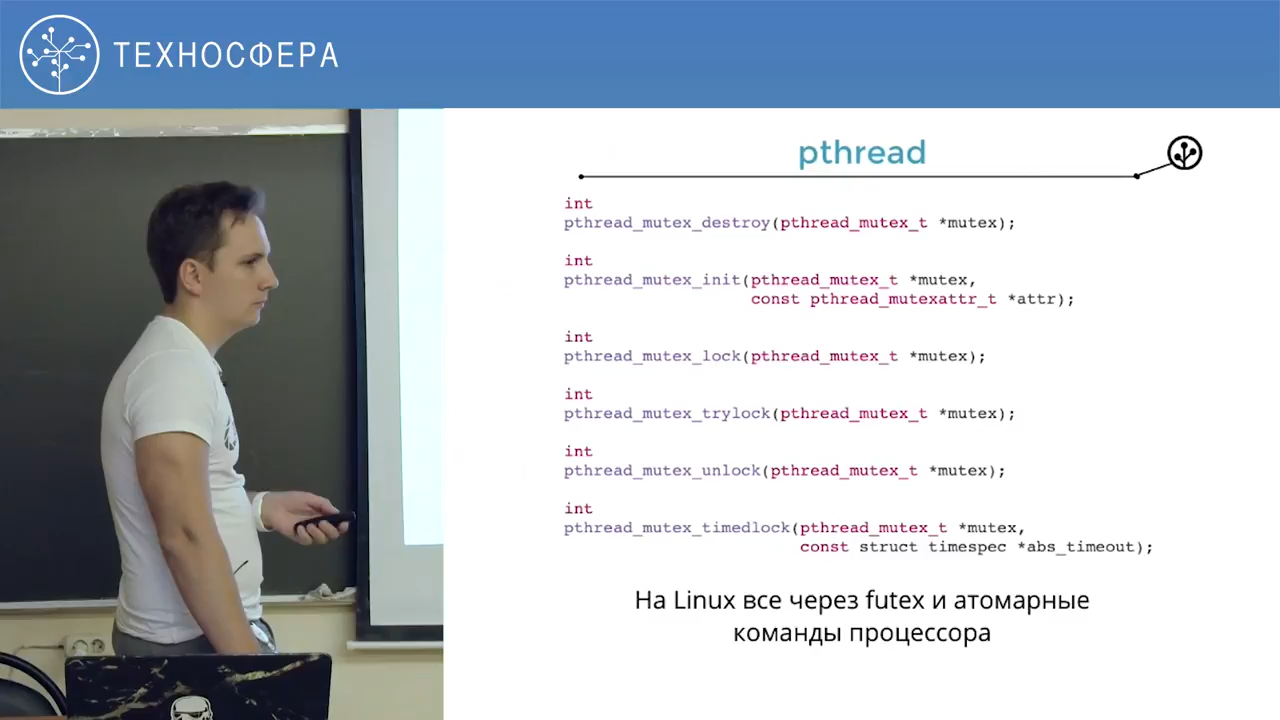 ТЕХНОСФЕРА
pthread
int
pthread_mutex_destroy(pthread_mutex_t *mutex);
int
pthread_mutex_init(pthread_mutex_t *mutex,
const pthread_mutexattr_t *attr);
int
pthread_mutex_lock(pthread_mutex_t *mutex);
int
pthread_mutex_trylock(pthread_mutex_t *mutex);
int
pthread_mutex_unlock(pthread_mutex_t *mutex);
int
pthread_mutex_timedlock(pthread_mutex_t *mutex,
const struct timespec *abs_timeout);
На Linux все через futex и атомарные
команды процессора